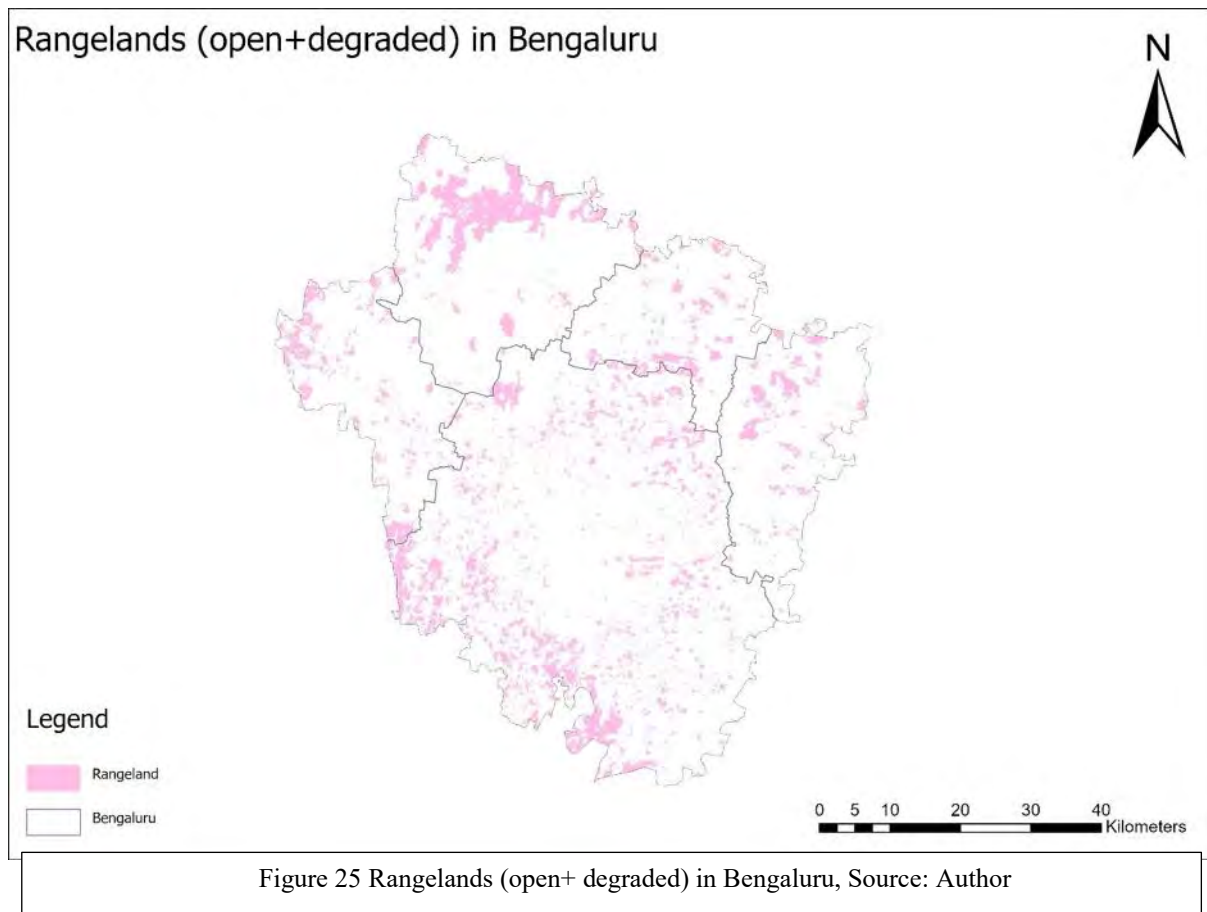 Rangelands (open+degraded) in Bengaluru
N
Legend
Rangeland
Bengaluru
0 5 10 20 30 40
Kilometers
Figure 25 Rangelands (open+ degraded) in Bengaluru, Source: Author